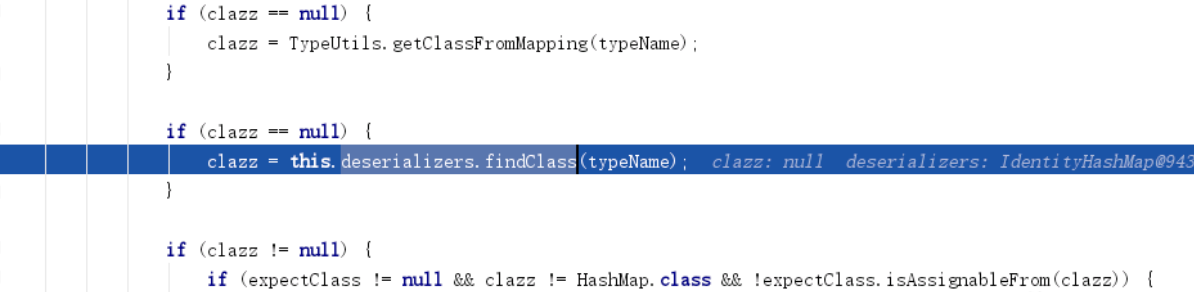 if (clazz == null) {
clazz = TypeUtils.getClassFromMapping(typeName);
}
if (clazz == null) {
clazz = this.deserializers.findClass(typeName); clazz: null deserializers: IdentityHashMap@943
}
if (clazz != null) {
if (expectClass != null && clazz != HashMap.class && !expectClass.isAssignableFrom(clazz)) {